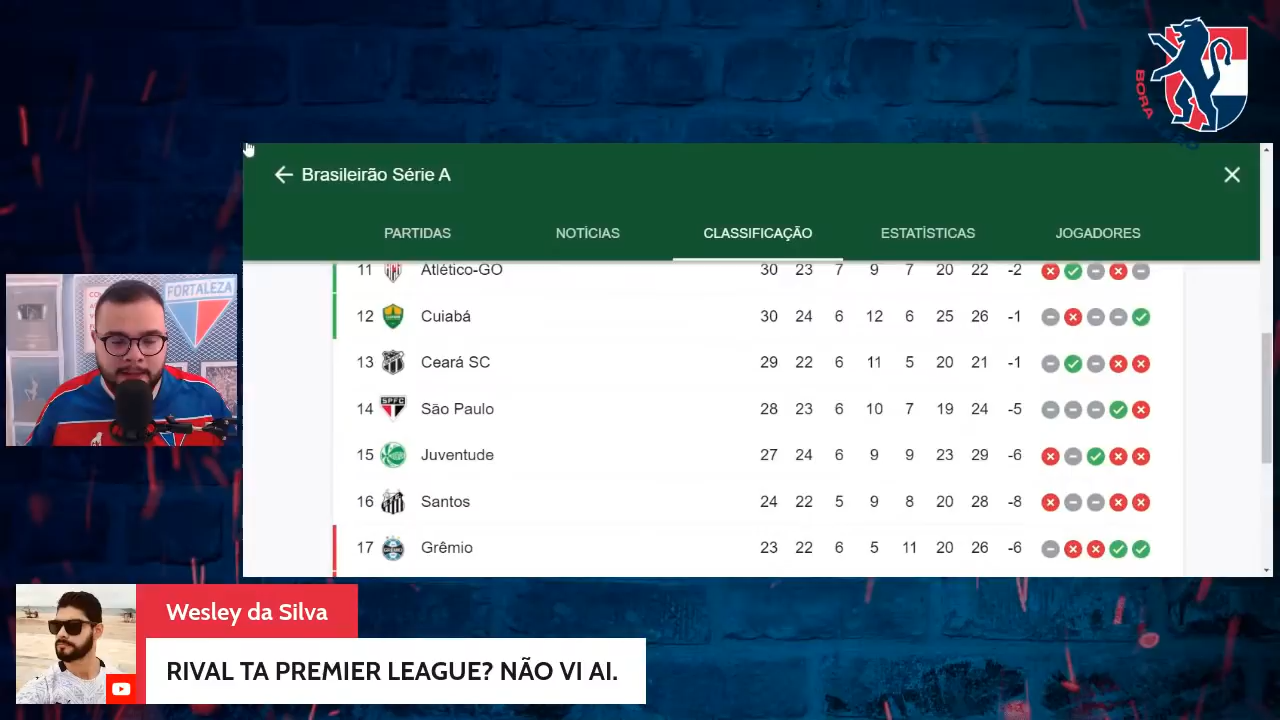 BORA
Brasileirão Série A
PARTIDAS NOTÍCIAS CLASSIFICAÇÃO ESTATÍSTICAS JOGADORES
11 Atlético-GO 30 23 7 9 7 20 22 -2
12 Cuiabá 30 24 6 12 6 25 26 -1
13 Ceará SC 29 22 6 11 5 20 21 -1
14 SPFC São Paulo 28 23 6 10 7 19 24 -5
15 Juventude 27 24 6 9 9 23 29 -6
16 Santos 24 22 5 9 8 20 28 -8
17 Grêmio 23 22 6 5 11 20 26 -6
FORTALEZA
Wesley da Silva
RIVAL TA PREMIER LEAGUE? NÃO VI AI.